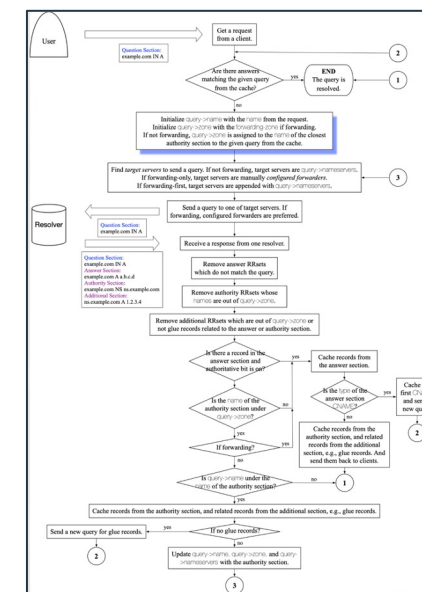 User
Get a request
from a client.
Question Section:
example.com IN A
2
Are there answers
matching the given query
from the cache?
yes
END
The query is
resolved.
1
no
Initialize query->name with the name from the request.
Initialize query->zone with the forwarding-zone if forwarding.
If not forwarding, query->zone is assigned to the name of the closest
authority section to the given query from the cache.
Find target servers to send a query. If not forwarding, target servers are query->nameservers.
If forwarding-only, target servers are manually configured forwarders.
If forwarding-first, target servers are appended with query->nameservers.
3
Send a query to one of target servers. If
forwarding, configured forwarders are preferred.
Resolver
Question Section:
example.com IN A
Receive a response from one resolver.
Question Section:
example.com IN A
Answer Section:
example.com A a.b.c.d
Authority Section:
example.com NS ns.example.com
Additional Section:
ns.example.com A 1.2.3.4
Remove answer RRsets
which do not match the query.
Remove authority RRsets whose
names are out of query->zone.
Remove additional RRsets which are out of query->zone or
not glue records related to the answer or authority section.
Is there a record in the
answer section and
authoritative bit is on?
yes
Cache records from
the answer section.
no
Is the name of the
authority section under
query->zone?
no
yes
If forwarding?
yes
no
Is the type of the
answer section
CNAME?
yes
Cache
first CNA
and sen
new qu
2
no
Cache records from the
authority section, and related
records from the additional
section, e.g., glue records. And
send them back to clients.
Is query->name under the
name of the authority section?
no
1
yes
Cache records from the authority section, and related records from the additional section, e.g., glue records.
If no glue records?
yes
Send a new query for glue records.
2
no
Update query->name, query->zone, and query-
>nameservers with the authority section.
3